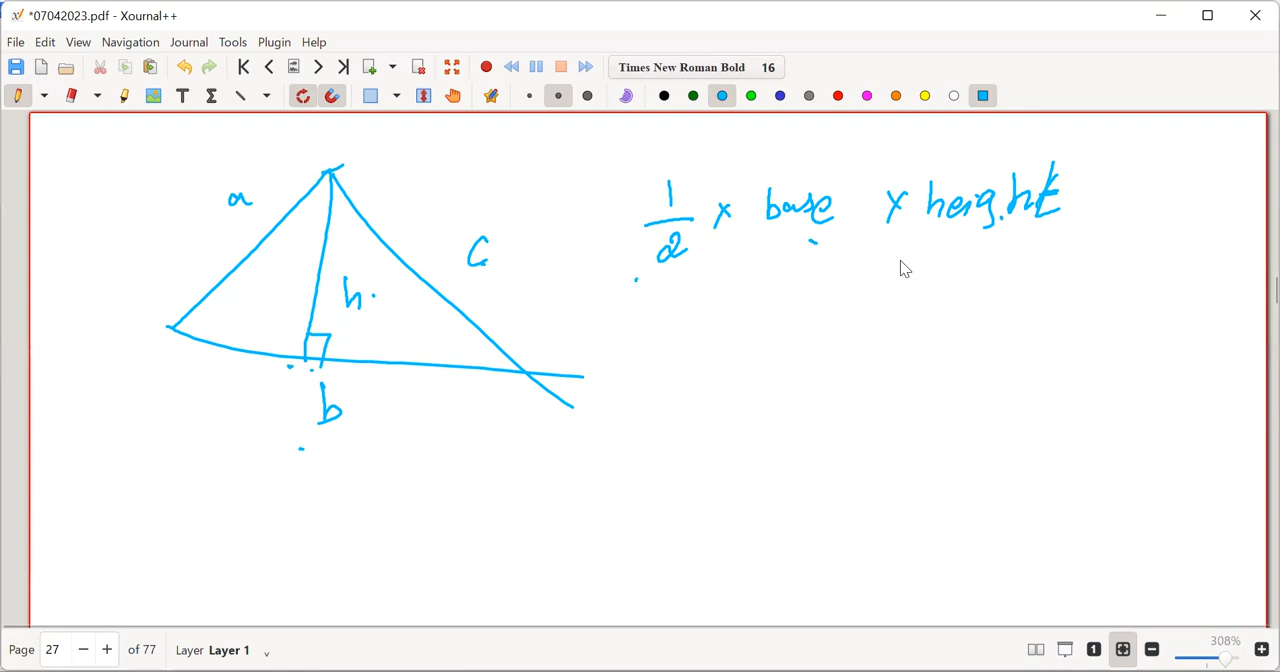 *07042023.pdf - Xournal++
File Edit View Navigation Journal Tools Plugin Help
Times New Roman Bold 16
a
c
h.
b
1/2 x base x height
Page 27 of 77 Layer Layer 1
1
308%